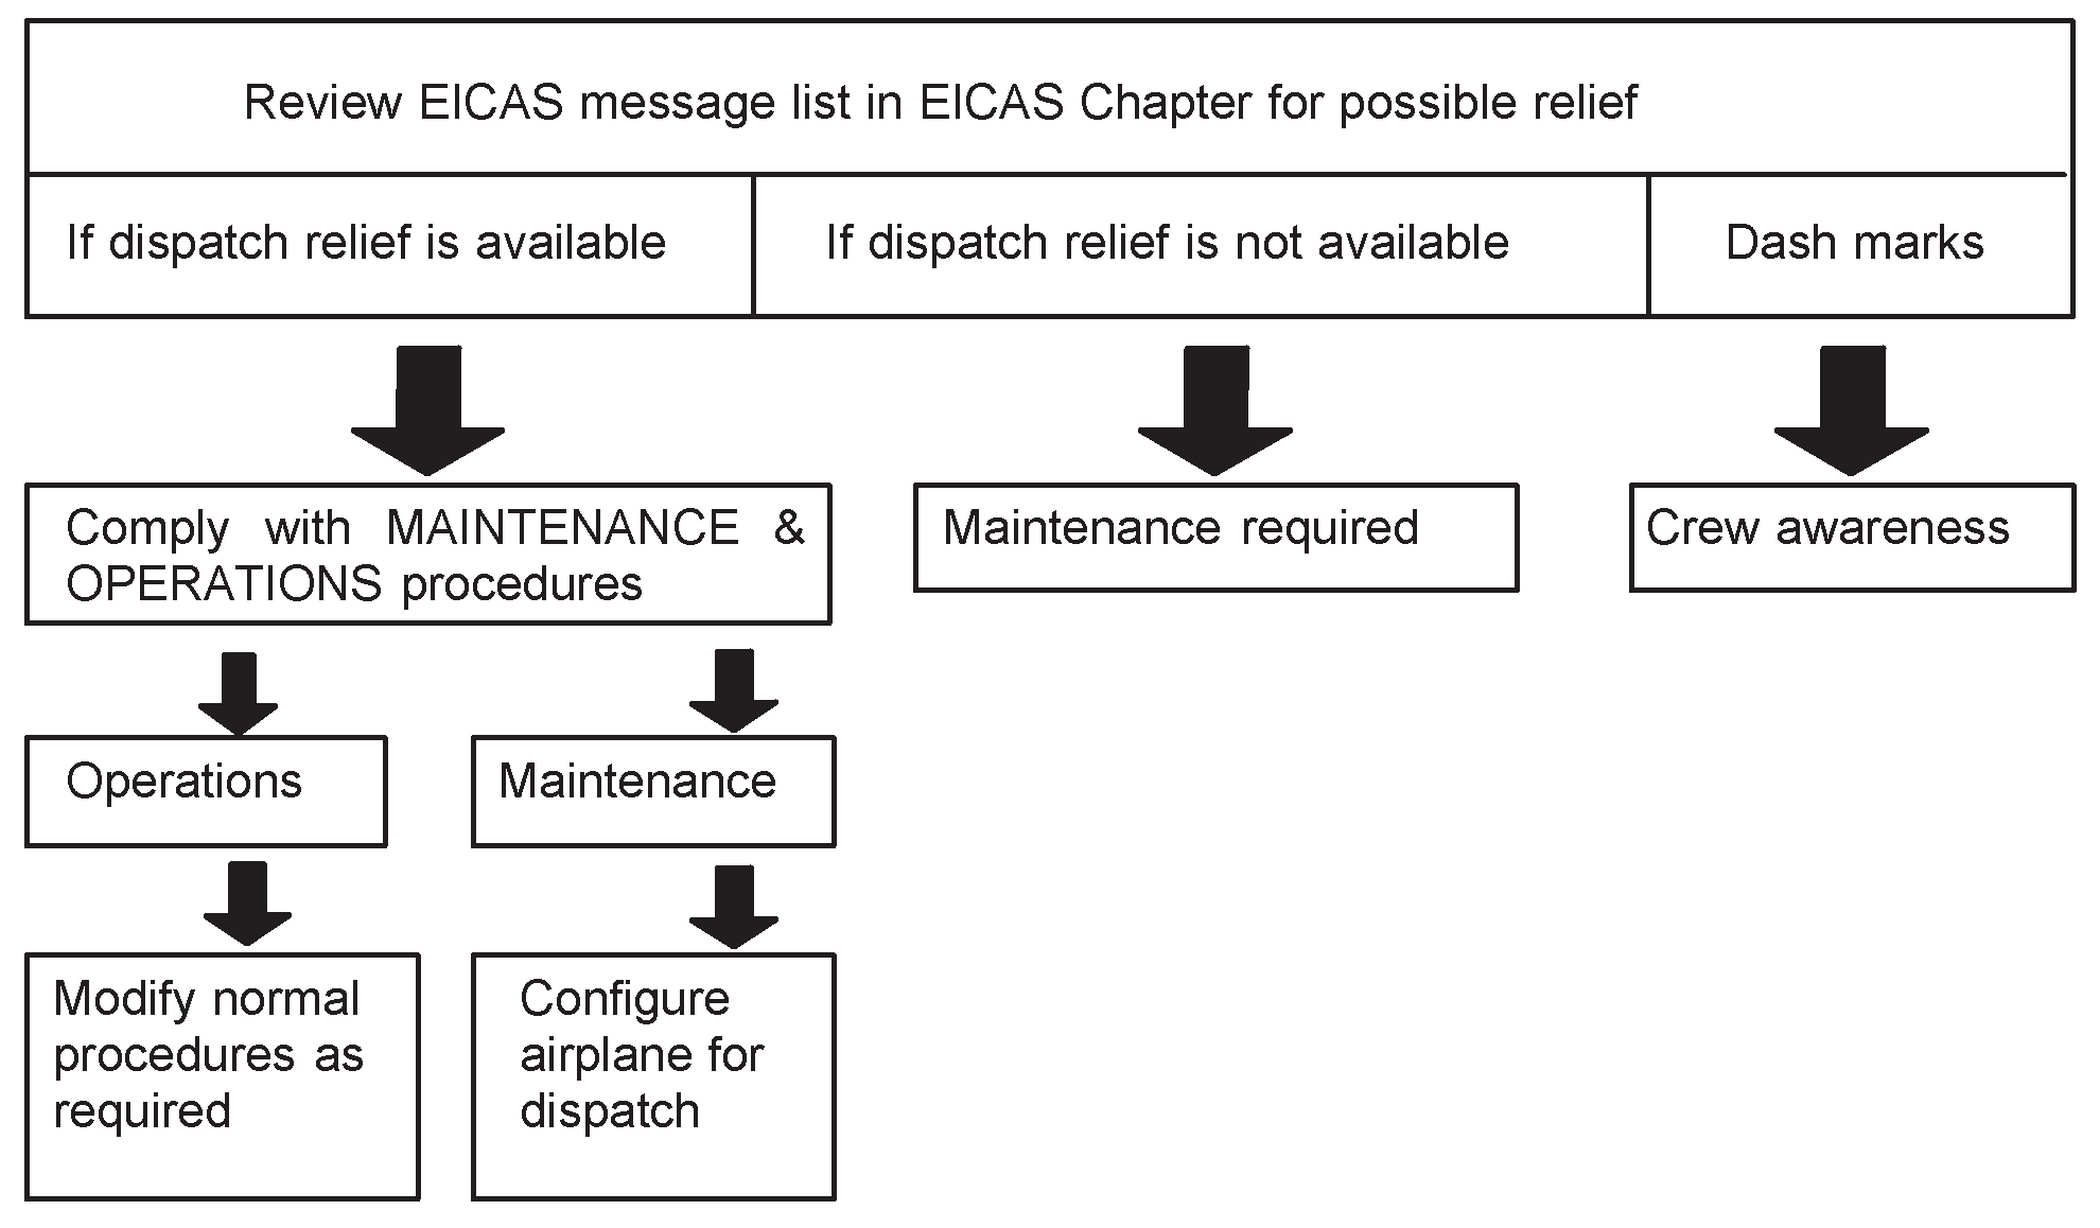 Review EICAS message list in EICAS Chapter for possible relief
If dispatch relief is available
If dispatch relief is not available
Dash marks
Comply with MAINTENANCE &
OPERATIONS procedures
Maintenance required
Crew awareness
Operations
Maintenance
Modify normal
procedures as
required
Configure
airplane for
dispatch